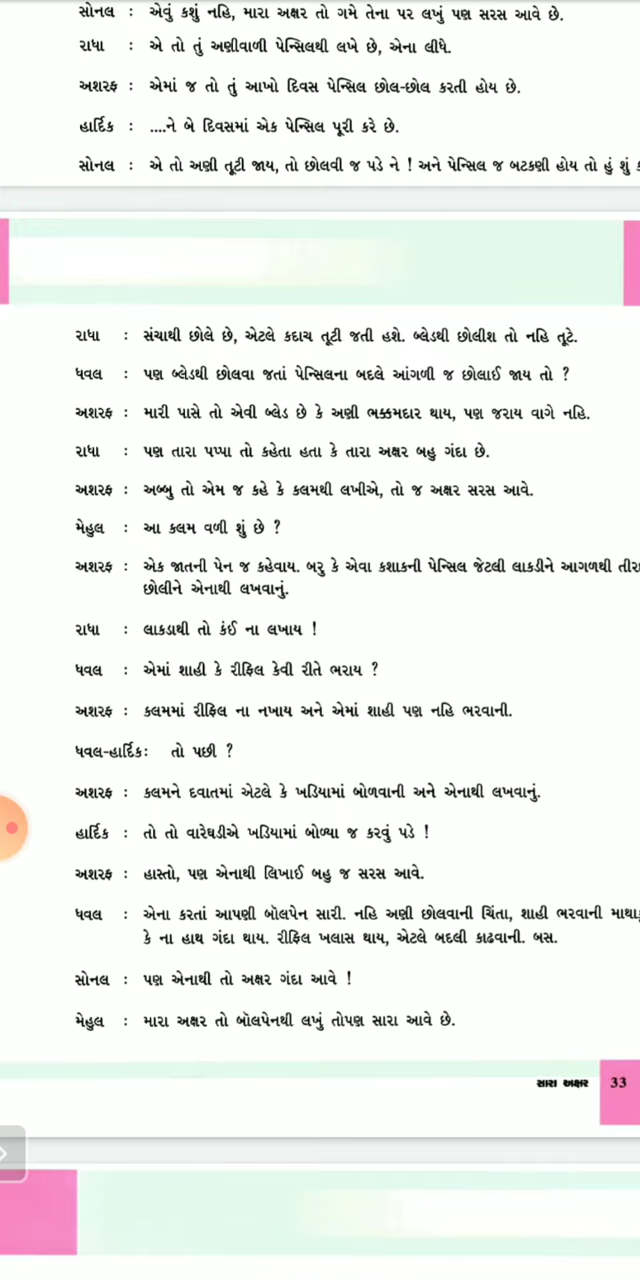 સોનલ : એવું કશું નહિ, મારા અક્ષર તો ગમે તેના પર લખું પણ સરસ આવે છે.
રાધા : એ તો તું અણીવાળી પેન્સિલથી લખે છે, એના લીધે.
અશરફ : એમાં જ તો તું આખો દિવસ પેન્સિલ છોલ-છોલ કરતી હોય છે.
હાર્દિક : ....ને બે દિવસમાં એક પેન્સિલ પૂરી કરે છે.
સોનલ : એ તો અણી તૂટી જાય, તો છોલવી જ પડે ને ! અને પેન્સિલ જ બટકણી હોય તો હું શું
રાધા : સંચાથી છોલે છે, એટલે કદાચ તૂટી જતી હશે. બ્લેડથી છોલીશ તો નહિ તૂટે.
ધવલ : પણ બ્લેડથી છોલવા જતાં પેન્સિલના બદલે આંગળી જ છોલાઈ જાય તો ?
અશરફ : મારી પાસે તો એવી બ્લેડ છે કે અણી ભક્કમદાર થાય, પણ જરાય વાગે નહિ.
રાધા : પણ તારા પપ્પા તો કહેતા હતા કે તારા અક્ષર બહુ ગંદા છે.
અશરફ : અબ્બુ તો એમ જ કહે કે કલમથી લખીએ, તો જ અક્ષર સરસ આવે.
મેહુલ : આ કલમ વળી શું છે ?
અશરફ : એક જાતની પેન જ કહેવાય. બરુ કે એવા કશાકની પેન્સિલ જેટલી લાકડીને આગળથી
છોલીને એનાથી લખવાનું.
રાધા : લાકડાથી તો કંઈ ના લખાય !
ધવલ : એમાં શાહી કે રીફિલ કેવી રીતે ભરાય ?
અશરફ : કલમમાં રીફિલ ના નખાય અને એમાં શાહી પણ નહિ ભરવાની.
ધવલ-હાર્દિક: તો પછી ?
અશરફ : કલમને દવાતમાં એટલે કે ખડિયામાં બોળવાની અને એનાથી લખવાનું.
હાર્દિક : તો તો વારેઘડીએ ખડિયામાં બોળ્યા જ કરવું પડે !
અશરફ : હાસ્તો, પણ એનાથી લિખાઈ બહુ જ સરસ આવે.
ધવલ : એના કરતાં આપણી બૉલપેન સારી. નહિ અણી છોલવાની ચિંતા, શાહી ભરવાની
કે ના હાથ ગંદા થાય. રીફિલ ખલાસ થાય, એટલે બદલી કાઢવાની. બસ.
સોનલ : પણ એનાથી તો અક્ષર ગંદા આવે !
મેહુલ : મારા અક્ષર તો બૉલપેનથી લખું તોપણ સારા આવે છે.
સારા અક્ષર 33